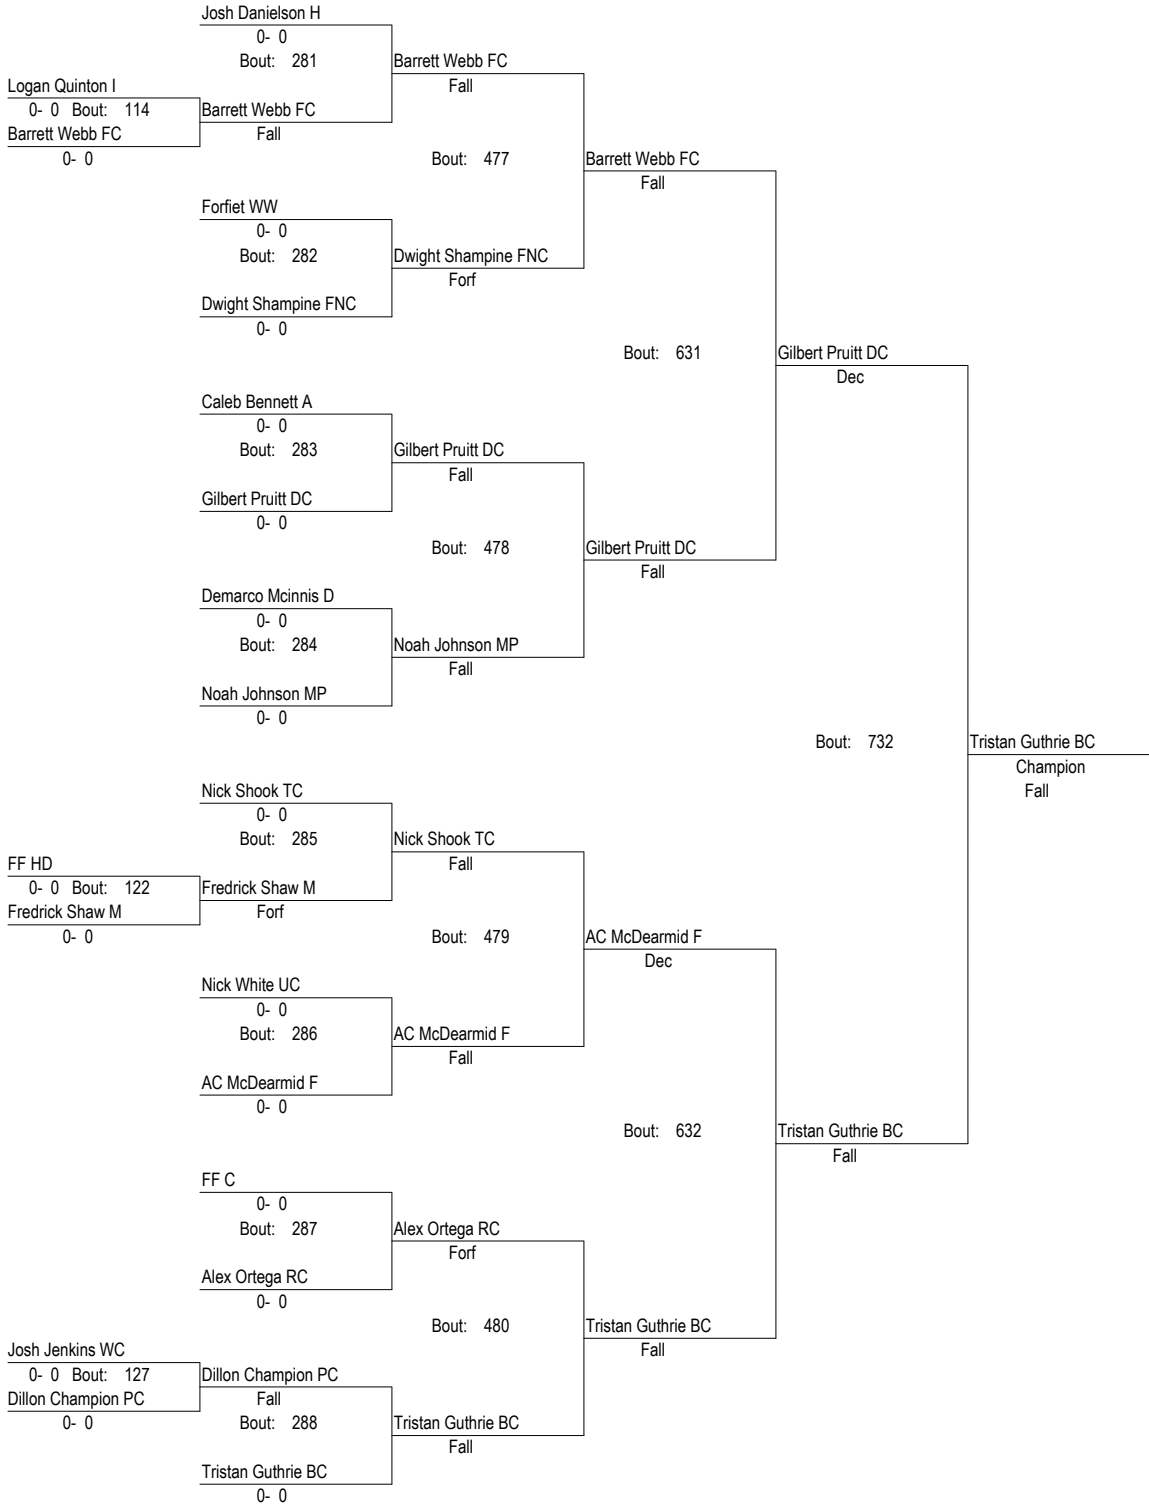 Josh Danielson H
0- 0
Bout: 281
Barrett Webb FC
Fall
Logan Quinton I
0- 0 Bout: 114
Barrett Webb FC
Fall
Barrett Webb FC
0- 0
Bout: 477
Barrett Webb FC
Fall
Forfiet WW
0- 0
Bout: 282
Dwight Shampine FNC
Forf
Dwight Shampine FNC
0- 0
Bout: 631
Gilbert Pruitt DC
Dec
Caleb Bennett A
0- 0
Bout: 283
Gilbert Pruitt DC
Fall
Gilbert Pruitt DC
0- 0
Bout: 478
Gilbert Pruitt DC
Fall
Demarco Mcinnis D
0- 0
Bout: 284
Noah Johnson MP
Fall
Noah Johnson MP
0- 0
Bout: 732
Tristan Guthrie BC
Champion
Fall
Nick Shook TC
0- 0
Bout: 285
Nick Shook TC
Fall
FF HD
0- 0 Bout: 122
Fredrick Shaw M
Forf
Fredrick Shaw M
0- 0
Bout: 479
AC McDearmid F
Dec
Nick White UC
0- 0
Bout: 286
AC McDearmid F
Fall
AC McDearmid F
0- 0
Bout: 632
Tristan Guthrie BC
Fall
FF C
0- 0
Bout: 287
Alex Ortega RC
Forf
Alex Ortega RC
0- 0
Bout: 480
Tristan Guthrie BC
Fall
Josh Jenkins WC
0- 0 Bout: 127
Dillon Champion PC
Fall
Dillon Champion PC
0- 0
Bout: 288
Tristan Guthrie BC
Fall
Tristan Guthrie BC
0- 0